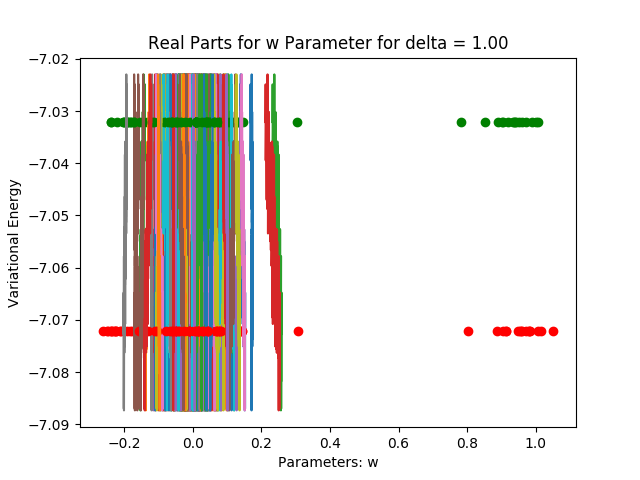 Real Parts for w Parameter for delta = 1.00
−7.02
−7.03
−7.04
−7.05
−7.06
−7.07
−7.08
−7.09
Variational Energy
−0.2 0.0 0.2 0.4 0.6 0.8 1.0
Parameters: w